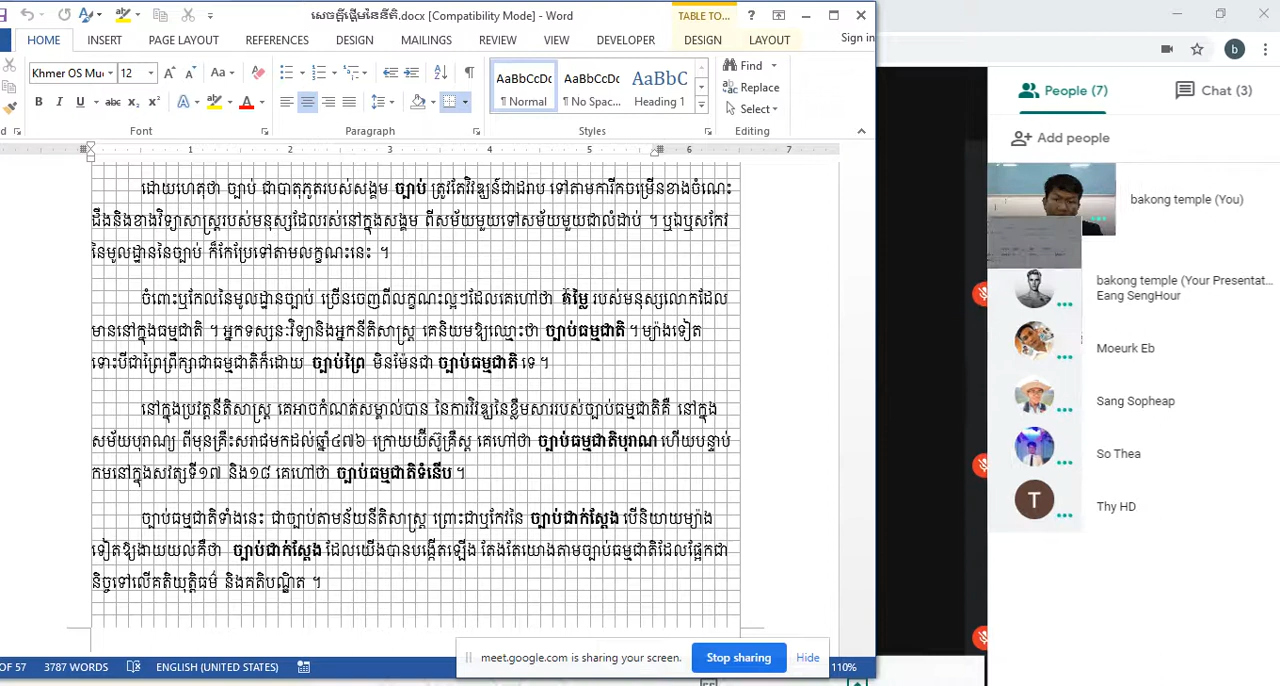 សេចក្តីផ្តើមនៃនីតិ.docx [Compatibility Mode] - Word
TABLE TO...
HOME INSERT PAGE LAYOUT REFERENCES DESIGN MAILINGS REVIEW VIEW DEVELOPER DESIGN LAYOUT Sign in
Khmer OS Mu 12
AaBbCcDc AaBbCcDc AaBbC
¶ Normal ¶ No Spac... Heading 1
Find
Replace
Select
Font Paragraph Styles Editing
1 2 3 4 5 6 7
ដោយហេតុថា ច្បាប់ ជាបាតុភូតរបស់សង្គម ច្បាប់ ត្រូវតែវិវឌ្ឍន៍ជាដរាប ទៅតាមការីកចម្រើនខាងចំណេះ
ដឹងនិងខាងវិទ្យាសាស្ត្ររបស់មនុស្សដែលរស់នៅក្នុងសង្គម ពីសម័យមួយទៅសម័យមួយជាលំដាប់ ។ ឬឯឬសកែវ
នៃមូលដ្ឋាននៃច្បាប់ ក៏កែប្រែទៅតាមលក្ខណះនេះ ។
ចំពោះឬកែលនៃមូលដ្ឋានច្បាប់ ច្រើនចេញពីលក្ខណះល្អៗដែលគេហៅថា តម្លៃ របស់មនុស្សលោកដែល
មាននៅក្នុងធម្មជាតិ ។ អ្នកទស្សនៈវិទ្យានិងអ្នកនីតិសាស្ត្រ គេនិយមឱ្យឈ្មោះថា ច្បាប់ធម្មជាតិ ។ ម្យ៉ាងទៀត
ទោះបីជាព្រៃព្រឹក្សាជាធម្មជាតិក៏ដោយ ច្បាប់ព្រៃ មិនម៉ែនជា ច្បាប់ធម្មជាតិ ទេ ។
នៅក្នុងប្រវត្តនីតិសាស្ត្រ គេអាចកំណត់សម្គាល់បាន នៃការវិវឌ្ឍនៃខ្លឹមសាររបស់ច្បាប់ធម្មជាតិគឺ នៅក្នុង
សម័យបុរាណ្យ ពីមុនគ្រឹះសករាជមកដល់ឆ្នាំ៤៧៦ ក្រោយយ៉ីស៊ូគ្រឹស្ត គេហៅថា ច្បាប់ធម្មជាតិបុរាណ ហើយបន្ទាប់
កមនៅក្នុងសវត្សទី១៧ និង១៨ គេហៅថា ច្បាប់ធម្មជាតិទំនើប ។
ច្បាប់ធម្មជាតិទាំងនេះ ជាច្បាប់តាមន័យនីតិសាស្ត្រ ព្រោះជាឬកែវនៃ ច្បាប់ជាក់ស្តែង បើនិយាយម្យ៉ាង
ទៀតឱ្យងាយយល់គឺថា ច្បាប់ជាក់ស្តែង ដែលយើងបានបង្កើតឡើង តែងតែយោងតាមច្បាប់ធម្មជាតិដែលផ្អែកជា
និច្ចទៅលើគតិយុត្តិធម៌ និងគតិបណ្ឌិត ។
meet.google.com is sharing your screen. Stop sharing Hide
OF 57 3787 WORDS ENGLISH (UNITED STATES) 110%
b
People (7) Chat (3)
Add people
bakong temple (You)
bakong temple (Your Presentat...
Eang SengHour
Moeurk Eb
Sang Sopheap
So Thea
T Thy HD